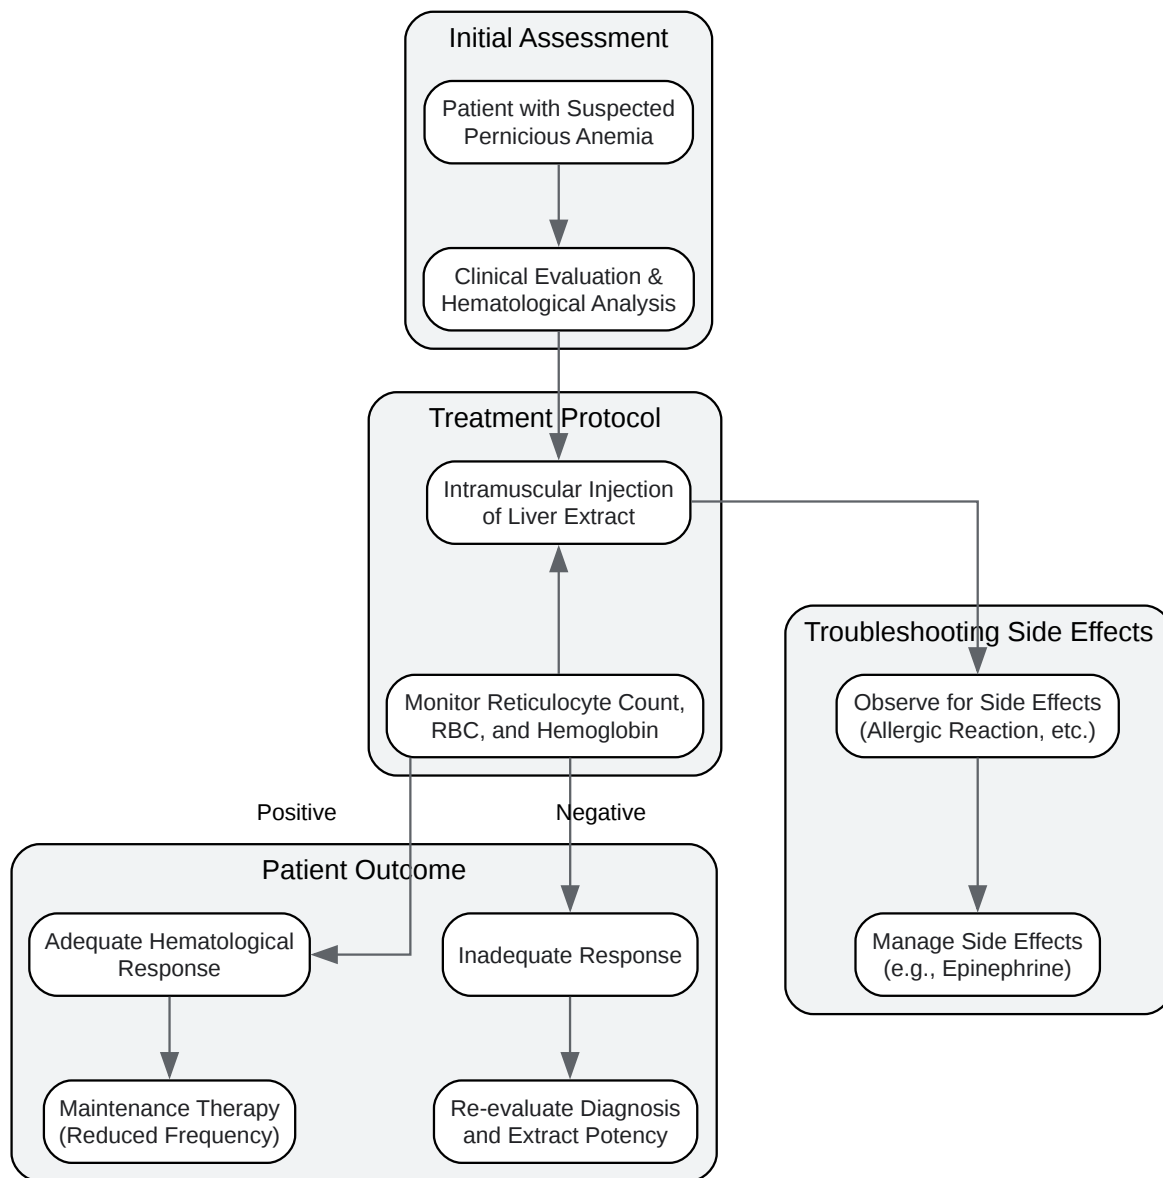 Initial Assessment
Patient with Suspected
Pernicious Anemia
Clinical Evaluation &
Hematological Analysis
Treatment Protocol
Intramuscular Injection
of Liver Extract
Monitor Reticulocyte Count,
RBC, and Hemoglobin
Troubleshooting Side Effects
Observe for Side Effects
(Allergic Reaction, etc.)
Manage Side Effects
(e.g., Epinephrine)
Positive
Negative
Patient Outcome
Adequate Hematological
Response
Inadequate Response
Maintenance Therapy
(Reduced Frequency)
Re-evaluate Diagnosis
and Extract Potency